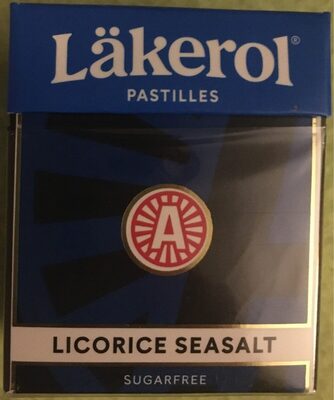 Läkerol®
PASTILLES
A
LICORICE SEASALT
SUGARFREE